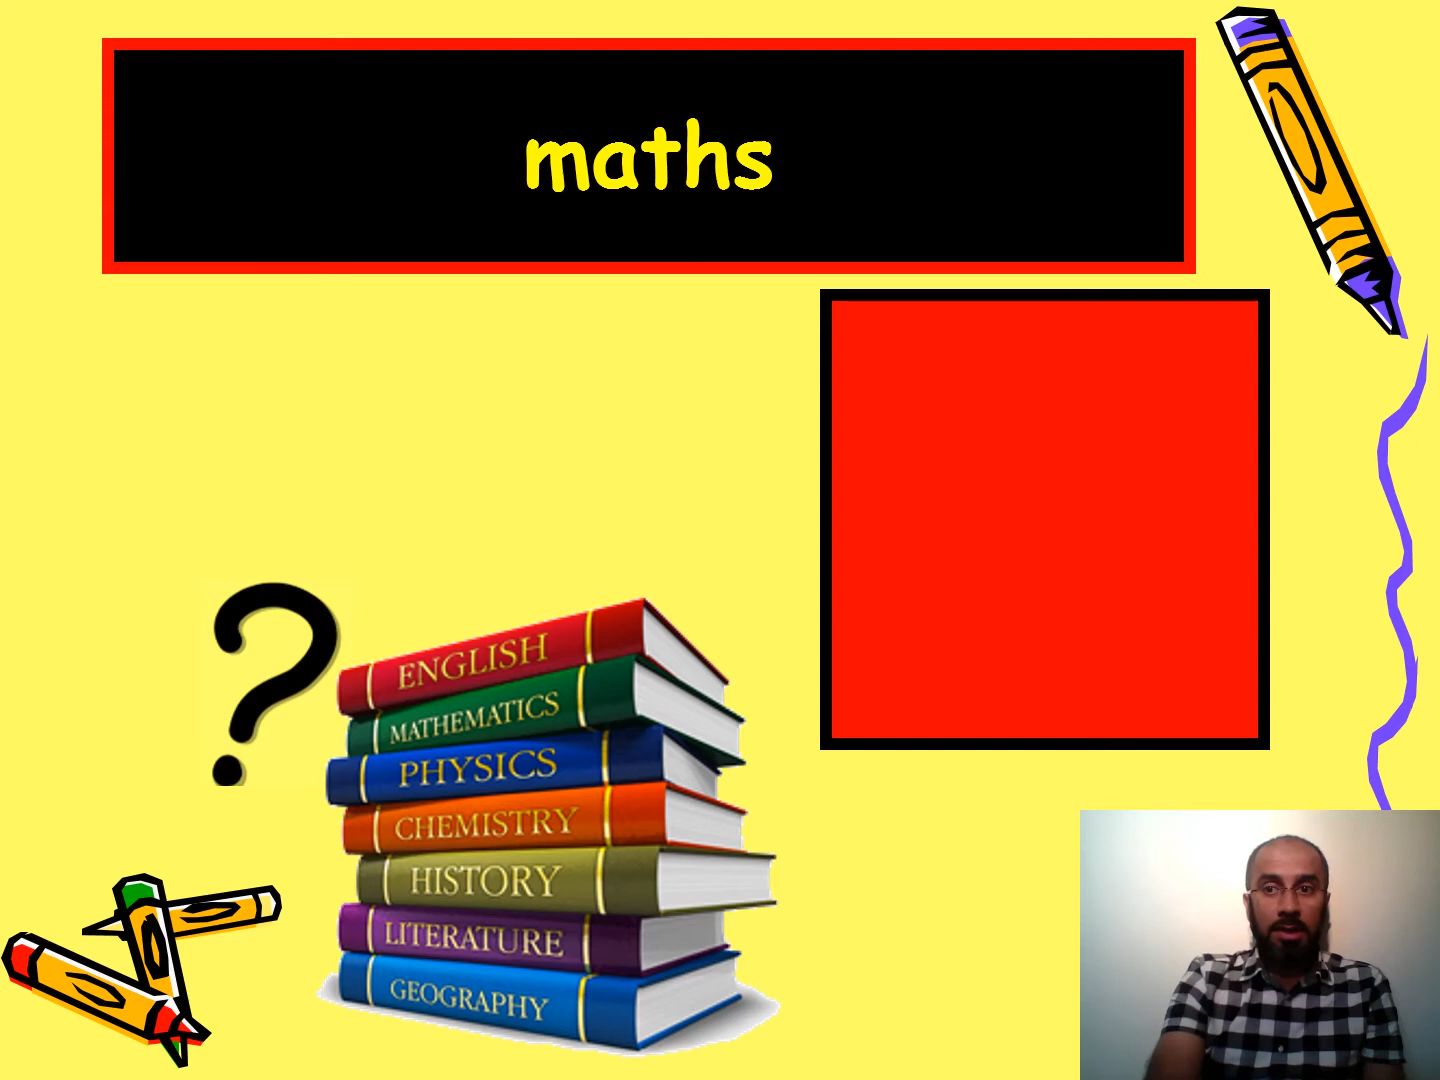 maths
?
ENGLISH
MATHEMATICS
PHYSICS
CHEMISTRY
HISTORY
LITERATURE
GEOGRAPHY